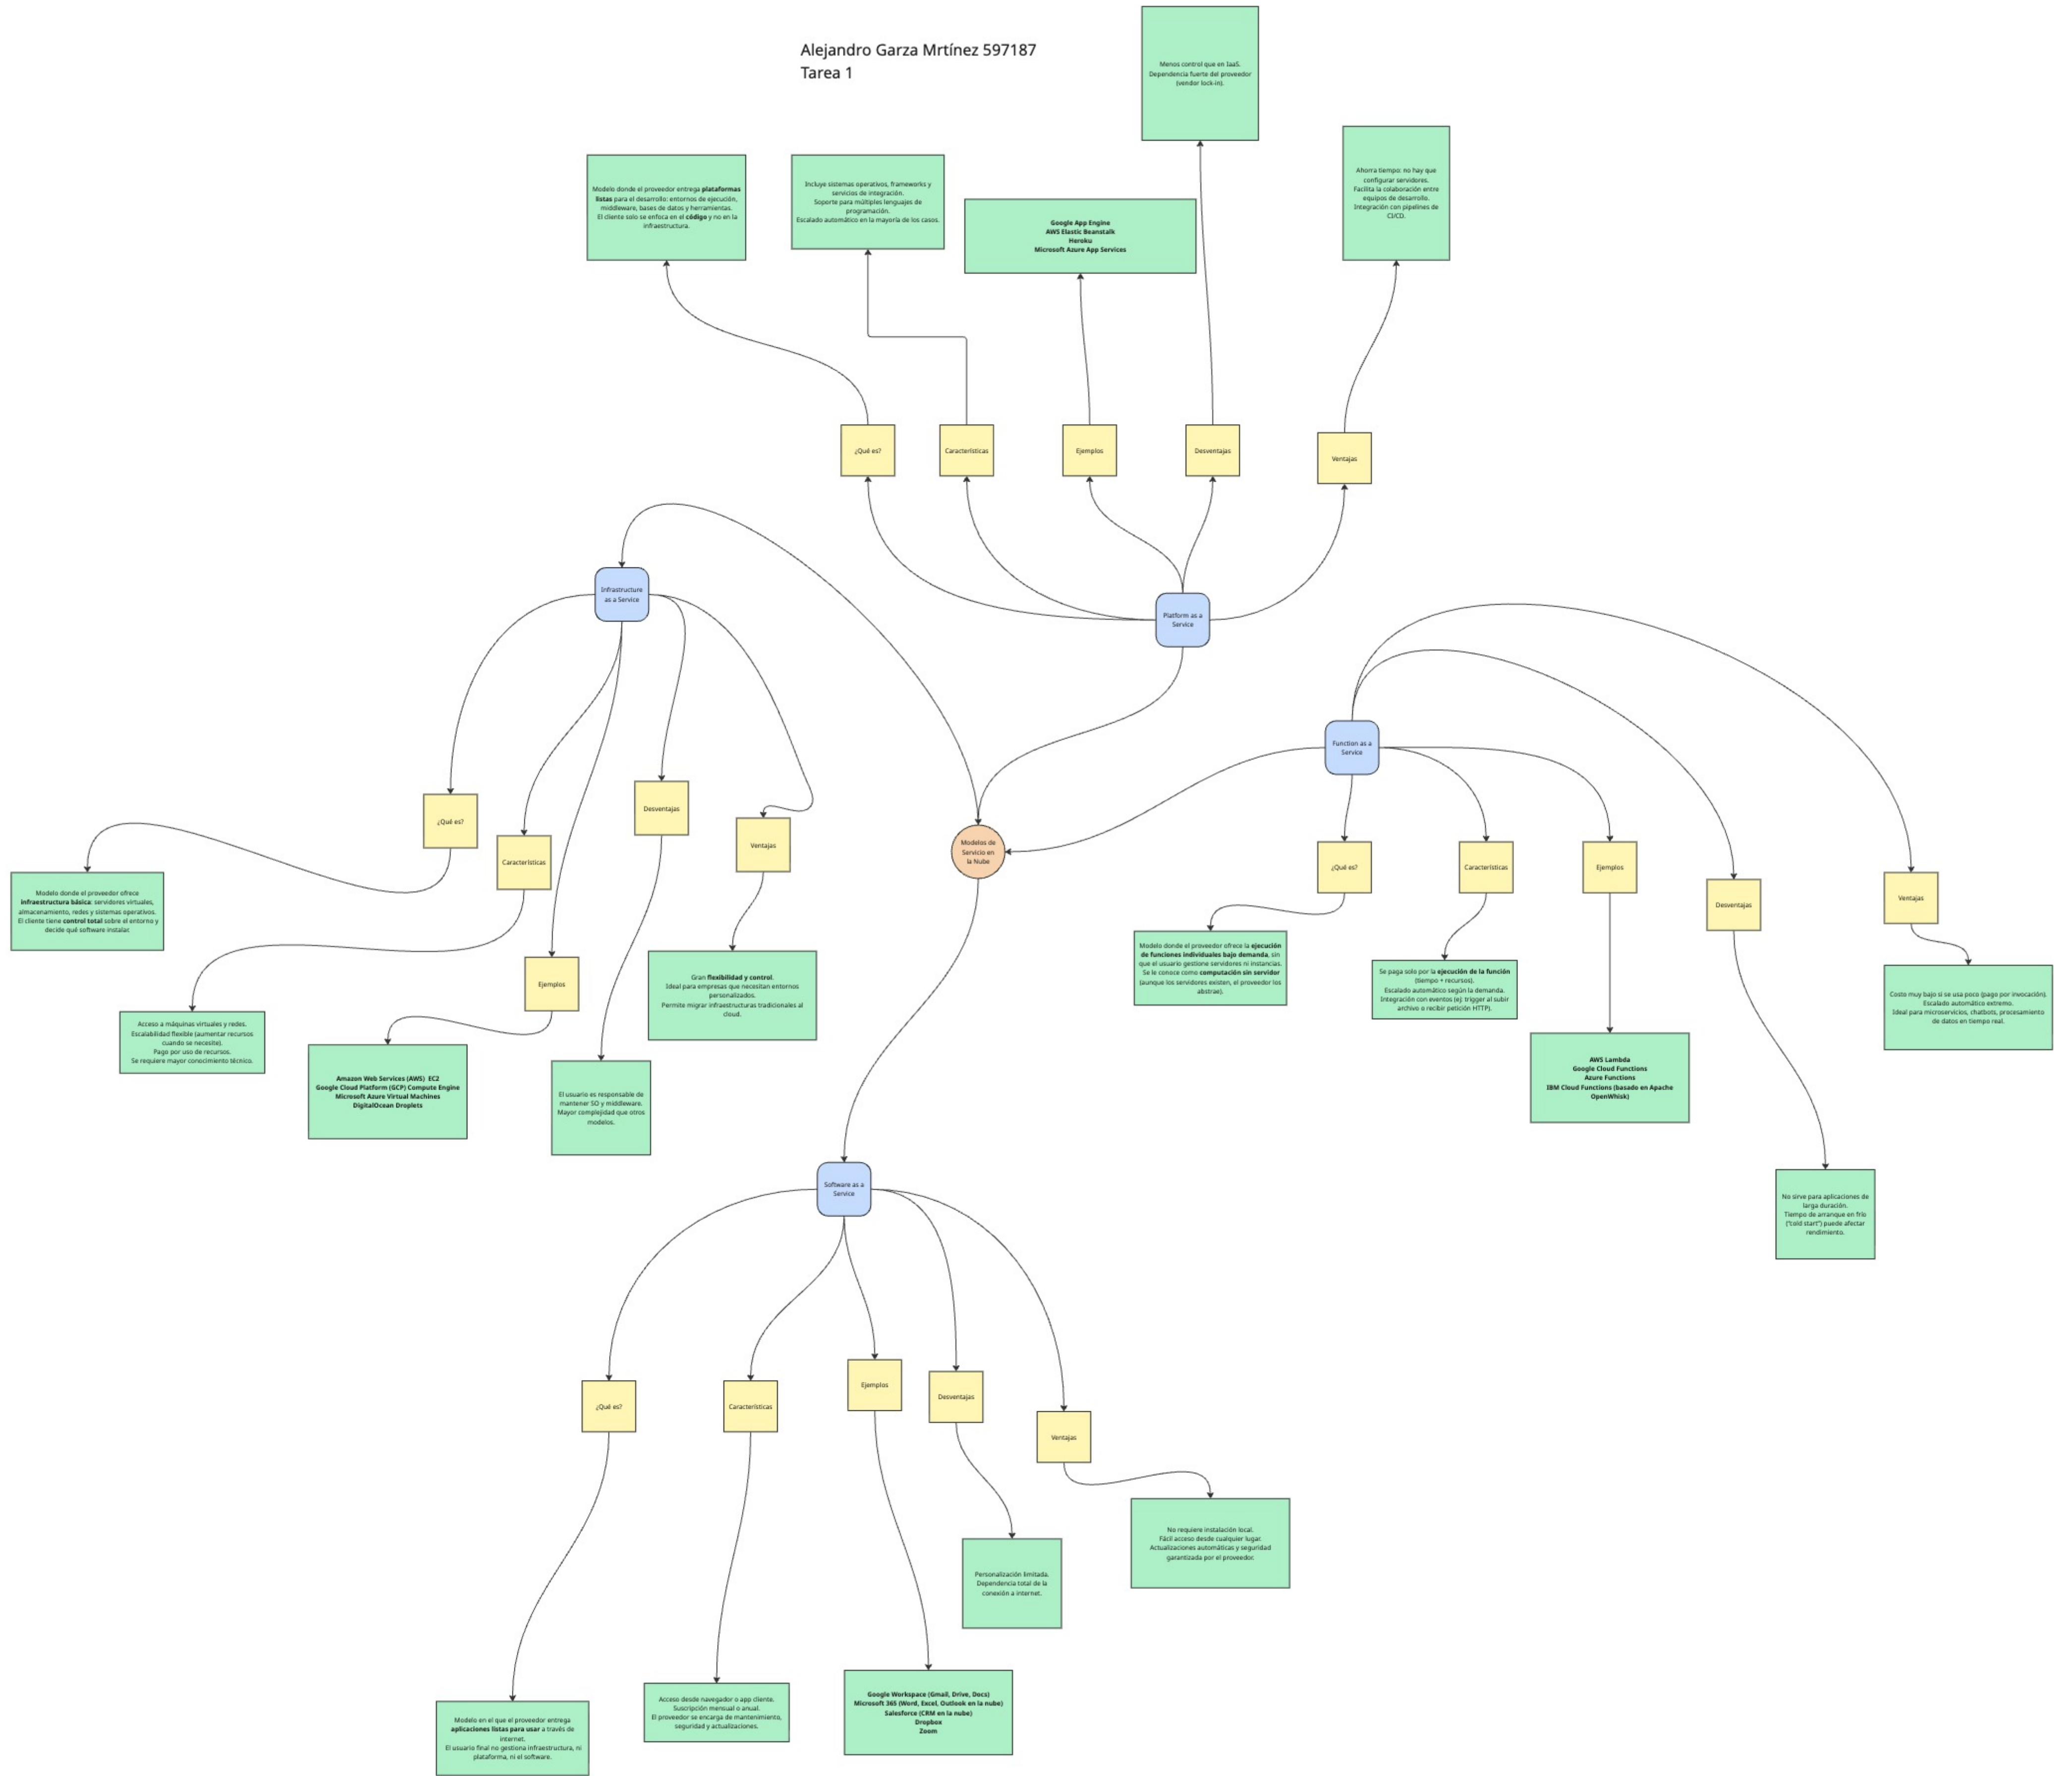 Alejandro Garza Mrtínez 597187
Tarea 1
Menos control que en IaaS.
Dependencia fuerte del proveedor
(vendor lock-in).
Modelo donde el proveedor entrega plataformas
listas para el desarrollo: entornos de ejecución,
middleware, bases de datos y herramientas.
El cliente solo se enfoca en el código y no en la
infraestructura.
Incluye sistemas operativos, frameworks y
servicios de integración.
Soporte para múltiples lenguajes de
programación.
Escalado automático en la mayoría de los casos.
Google App Engine
AWS Elastic Beanstalk
Heroku
Microsoft Azure App Services
Ahorra tiempo: no hay que
configurar servidores.
Facilita la colaboración entre
equipos de desarrollo.
Integración con pipelines de
CI/CD.
¿Qué es?
Características
Ejemplos
Desventajas
Ventajas
Infrastructure
as a Service
Platform as a
Service
Function as a
Service
¿Qué es?
Características
Ejemplos
Desventajas
Ventajas
Modelos de
Servicio en
la Nube
¿Qué es?
Características
Ejemplos
Desventajas
Ventajas
Modelo donde el proveedor ofrece
infraestructura básica: servidores virtuales,
almacenamiento, redes y sistemas operativos.
El cliente tiene control total sobre el entorno y
decide qué software instalar.
Acceso a máquinas virtuales y redes.
Escalabilidad flexible (aumentar recursos
cuando se necesite).
Pago por uso de recursos.
Se requiere mayor conocimiento técnico.
Amazon Web Services (AWS)  EC2
Google Cloud Platform (GCP) Compute Engine
Microsoft Azure Virtual Machines
DigitalOcean Droplets
El usuario es responsable de
mantener SO y middleware.
Mayor complejidad que otros
modelos.
Gran flexibilidad y control.
Ideal para empresas que necesitan entornos
personalizados.
Permite migrar infraestructuras tradicionales al
cloud.
Modelo donde el proveedor ofrece la ejecución
de funciones individuales bajo demanda, sin
que el usuario gestione servidores ni instancias.
Se le conoce como computación sin servidor
(aunque los servidores existen, el proveedor los
abstrae).
Se paga solo por la ejecución de la función
(tiempo + recursos).
Escalado automático según la demanda.
Integración con eventos (ej: trigger al subir
archivo o recibir petición HTTP).
AWS Lambda
Google Cloud Functions
Azure Functions
IBM Cloud Functions (basado en Apache
OpenWhisk)
No sirve para aplicaciones de
larga duración.
Tiempo de arranque en frío
("cold start") puede afectar
rendimiento.
Costo muy bajo si se usa poco (pago por invocación).
Escalado automático extremo.
Ideal para microservicios, chatbots, procesamiento
de datos en tiempo real.
Software as a
Service
¿Qué es?
Características
Ejemplos
Desventajas
Ventajas
Modelo en el que el proveedor entrega
aplicaciones listas para usar a través de
internet.
El usuario final no gestiona infraestructura, ni
plataforma, ni el software.
Acceso desde navegador o app cliente.
Suscripción mensual o anual.
El proveedor se encarga de mantenimiento,
seguridad y actualizaciones.
Google Workspace (Gmail, Drive, Docs)
Microsoft 365 (Word, Excel, Outlook en la nube)
Salesforce (CRM en la nube)
Dropbox
Zoom
Personalización limitada.
Dependencia total de la
conexión a internet.
No requiere instalación local.
Fácil acceso desde cualquier lugar.
Actualizaciones automáticas y seguridad
garantizada por el proveedor.